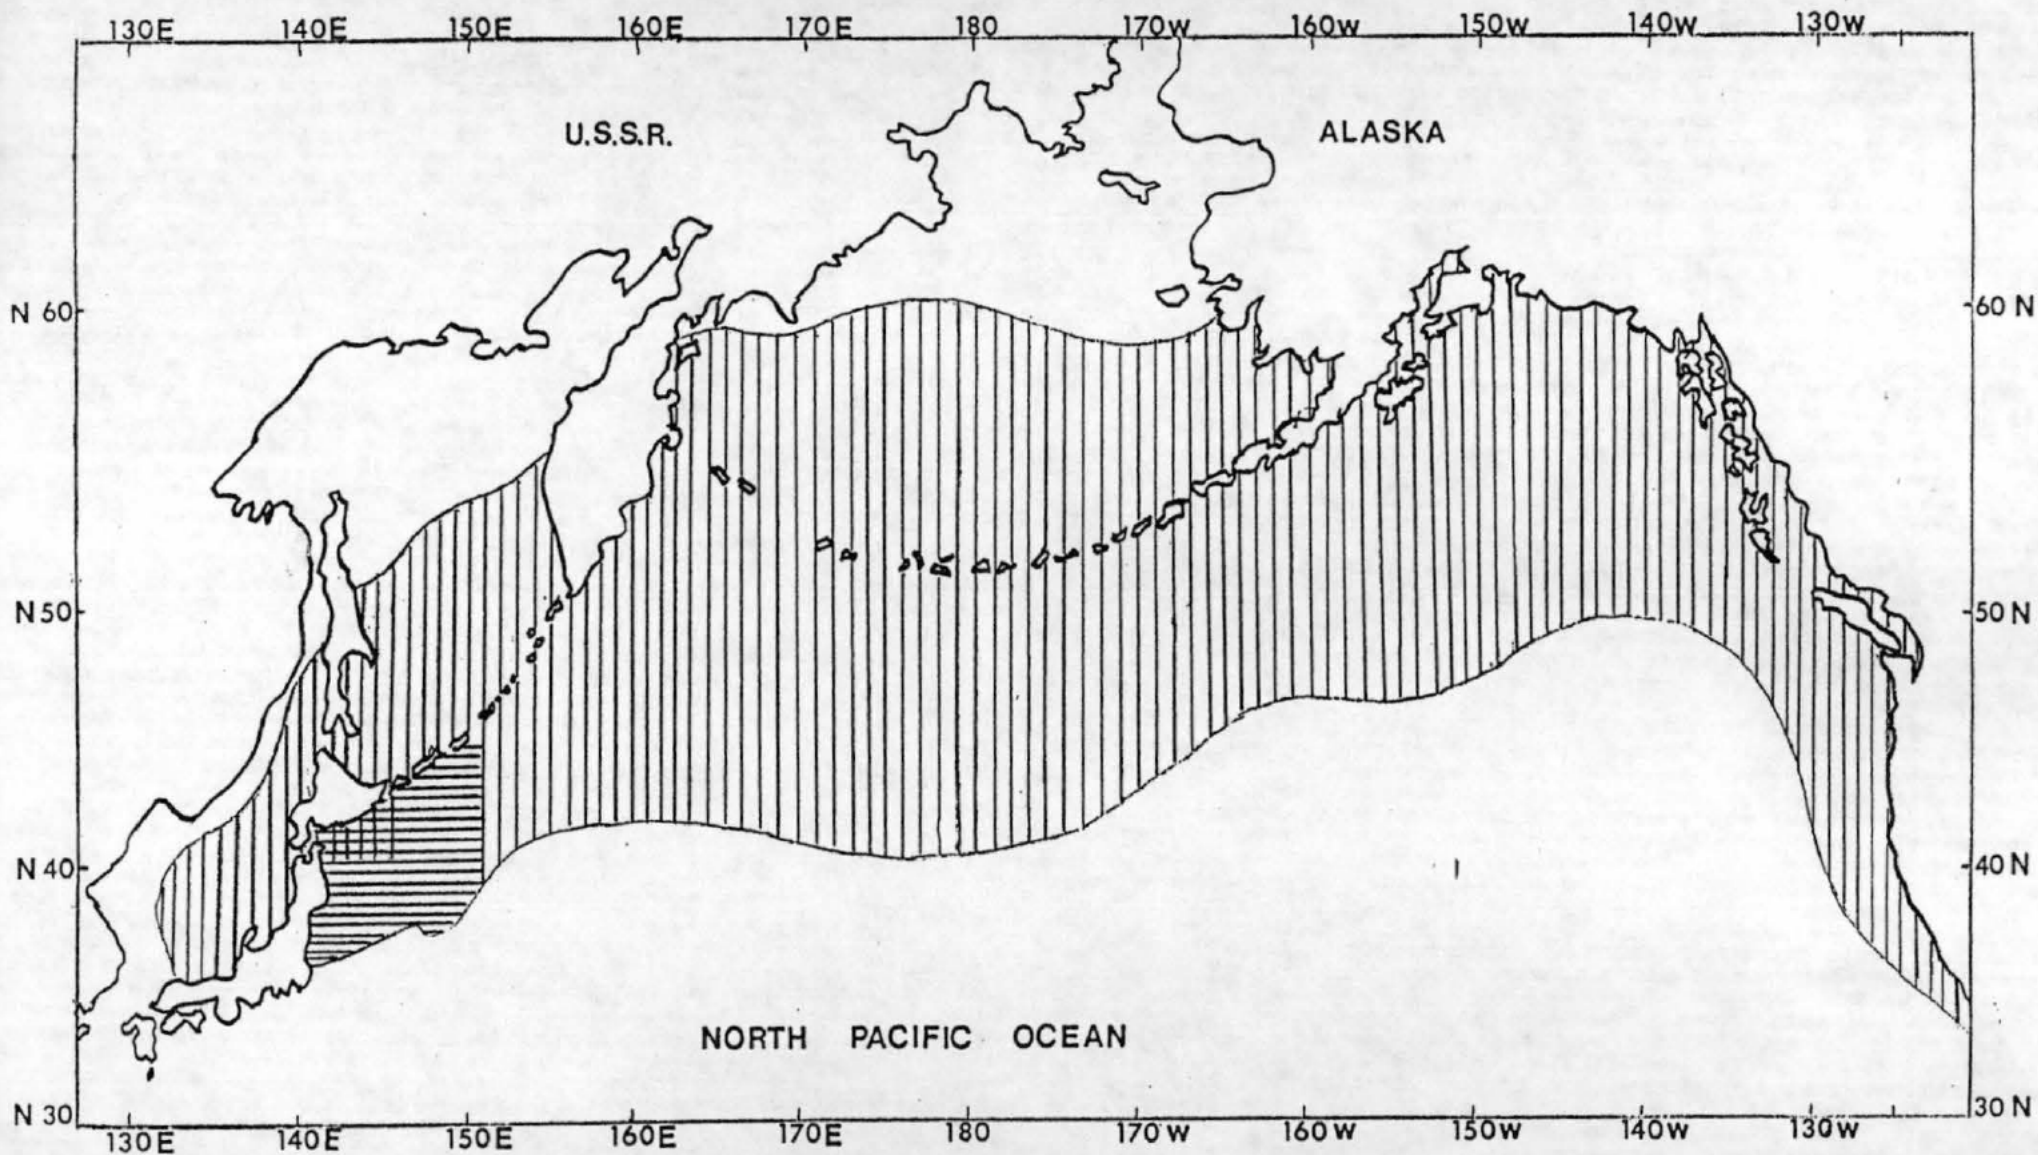 130E 140E 150E 160E 170E 180 170W 160W 150W 140W 130W
U.S.S.R. ALASKA
N 60 60 N
N50 50 N
N 40 40 N
NORTH PACIFIC OCEAN
N 30 30 N
130E 140E 150E 160E 170E 180 170W 160W 150W 140W 130W